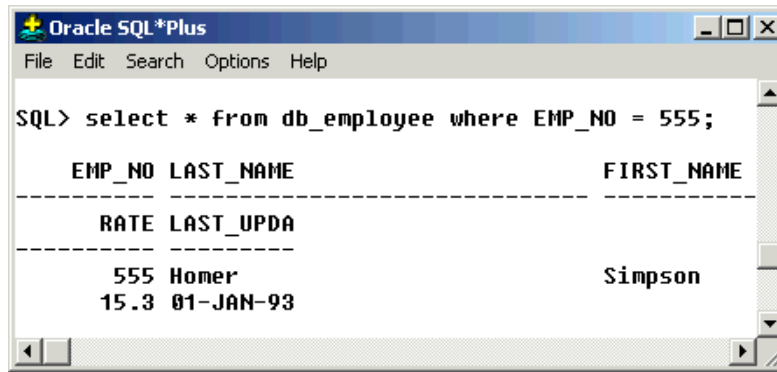 Oracle SQL*Plus
File Edit Search Options Help
SQL> select * from db_employee where EMP_NO = 555;
EMP_NO LAST_NAME FIRST_NAME
---------- ------------------------------ -----------
RATE LAST_UPDA
---------- ---------
555 Homer Simpson
15.3 01-JAN-93